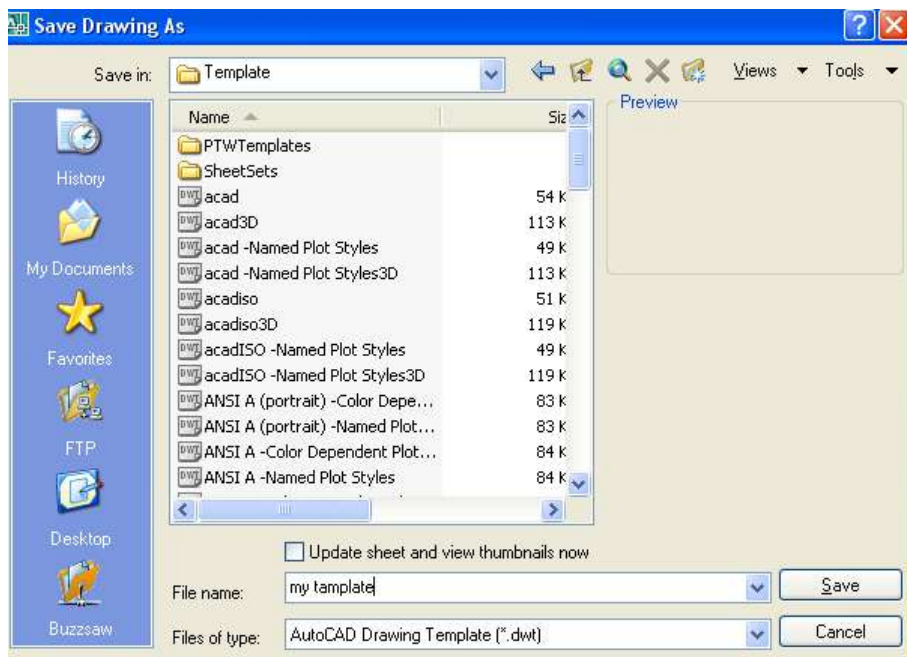 Save Drawing As
Save in: Template Views Tools
Name Siz Preview
PTWTemplates
SheetSets
acad 54 K
acad3D 113 K
acad -Named Plot Styles 49 K
acad -Named Plot Styles3D 113 K
acadiso 51 K
acadiso3D 119 K
acadISO -Named Plot Styles 49 K
acadISO -Named Plot Styles3D 119 K
ANSI A (portrait) -Color Depe... 83 K
ANSI A (portrait) -Named Plot... 83 K
ANSI A -Color Dependent Plot... 84 K
ANSI A -Named Plot Styles 84 K
History
My Documents
Favorites
FTP
Desktop
Buzzsaw
Update sheet and view thumbnails now
File name: my tamplate Save
Files of type: AutoCAD Drawing Template (*.dwt) Cancel